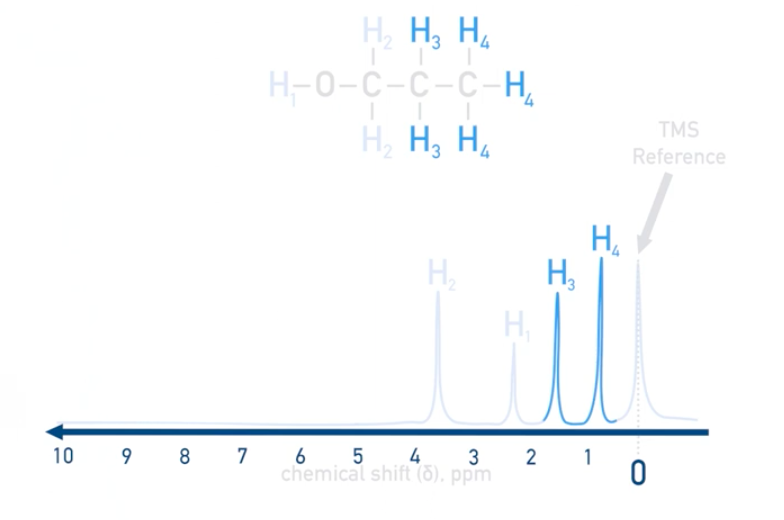 H₂ H₃ H₄
H₁-O-C-C-C-H₄
H₂ H₃ H₄
TMS
Reference
H₄
H₂ H₃
H₁
10 9 8 7 6 5 4 3 2 1 0
chemical shift (δ), ppm